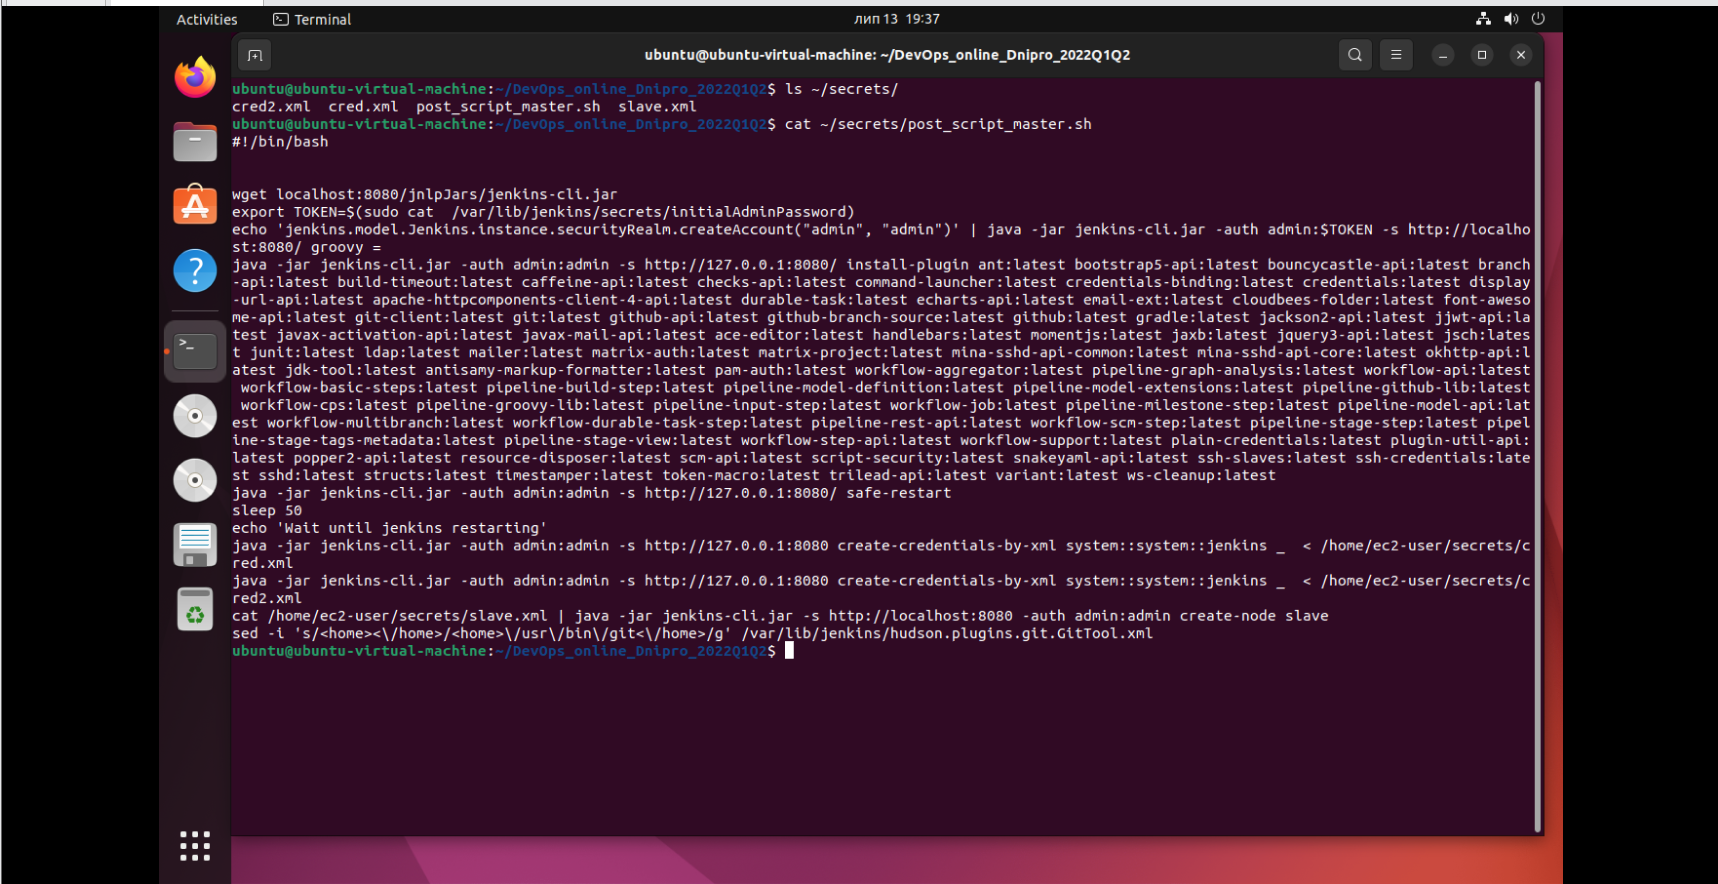 Activities
Terminal
лип 13 19:37
ubuntu@ubuntu-virtual-machine: ~/DevOps_online_Dnipro_2022Q1Q2
ubuntu@ubuntu-virtual-machine:~/DevOps_online_Dnipro_2022Q1Q2$ ls ~/secrets/
cred2.xml  cred.xml  post_script_master.sh  slave.xml
ubuntu@ubuntu-virtual-machine:~/DevOps_online_Dnipro_2022Q1Q2$ cat ~/secrets/post_script_master.sh
#!/bin/bash
wget localhost:8080/jnlpJars/jenkins-cli.jar
export TOKEN=$(sudo cat  /var/lib/jenkins/secrets/initialAdminPassword)
echo 'jenkins.model.Jenkins.instance.securityRealm.createAccount("admin", "admin")' | java -jar jenkins-cli.jar -auth admin:$TOKEN -s http://localho
st:8080/ groovy =
java -jar jenkins-cli.jar -auth admin:admin -s http://127.0.0.1:8080/ install-plugin ant:latest bootstrap5-api:latest bouncycastle-api:latest branch
-api:latest build-timeout:latest caffeine-api:latest checks-api:latest command-launcher:latest credentials-binding:latest credentials:latest display
-url-api:latest apache-httpcomponents-client-4-api:latest durable-task:latest echarts-api:latest email-ext:latest cloudbees-folder:latest font-aweso
me-api:latest git-client:latest git:latest github-api:latest github-branch-source:latest github:latest gradle:latest jackson2-api:latest jjwt-api:la
test javax-activation-api:latest javax-mail-api:latest ace-editor:latest handlebars:latest momentjs:latest jaxb:latest jquery3-api:latest jsch:lates
t junit:latest ldap:latest mailer:latest matrix-auth:latest matrix-project:latest mina-sshd-api-common:latest mina-sshd-api-core:latest okhttp-api:l
atest jdk-tool:latest antisamy-markup-formatter:latest pam-auth:latest workflow-aggregator:latest pipeline-graph-analysis:latest workflow-api:latest
 workflow-basic-steps:latest pipeline-build-step:latest pipeline-model-definition:latest pipeline-model-extensions:latest pipeline-github-lib:latest
 workflow-cps:latest pipeline-groovy-lib:latest pipeline-input-step:latest workflow-job:latest pipeline-milestone-step:latest pipeline-model-api:lat
est workflow-multibranch:latest workflow-durable-task-step:latest pipeline-rest-api:latest workflow-scm-step:latest pipeline-stage-step:latest pipel
ine-stage-tags-metadata:latest pipeline-stage-view:latest workflow-step-api:latest workflow-support:latest plain-credentials:latest plugin-util-api:
latest popper2-api:latest resource-disposer:latest scm-api:latest script-security:latest snakeyaml-api:latest ssh-slaves:latest ssh-credentials:late
st sshd:latest structs:latest timestamper:latest token-macro:latest trilead-api:latest variant:latest ws-cleanup:latest
java -jar jenkins-cli.jar -auth admin:admin -s http://127.0.0.1:8080/ safe-restart
sleep 50
echo 'Wait until jenkins restarting'
java -jar jenkins-cli.jar -auth admin:admin -s http://127.0.0.1:8080 create-credentials-by-xml system::system::jenkins _  < /home/ec2-user/secrets/c
red.xml
java -jar jenkins-cli.jar -auth admin:admin -s http://127.0.0.1:8080 create-credentials-by-xml system::system::jenkins _  < /home/ec2-user/secrets/c
red2.xml
cat /home/ec2-user/secrets/slave.xml | java -jar jenkins-cli.jar -s http://localhost:8080 -auth admin:admin create-node slave
sed -i 's/<home><\/home>/<home>\/usr\/bin\/git<\/home>/g' /var/lib/jenkins/hudson.plugins.git.GitTool.xml
ubuntu@ubuntu-virtual-machine:~/DevOps_online_Dnipro_2022Q1Q2$